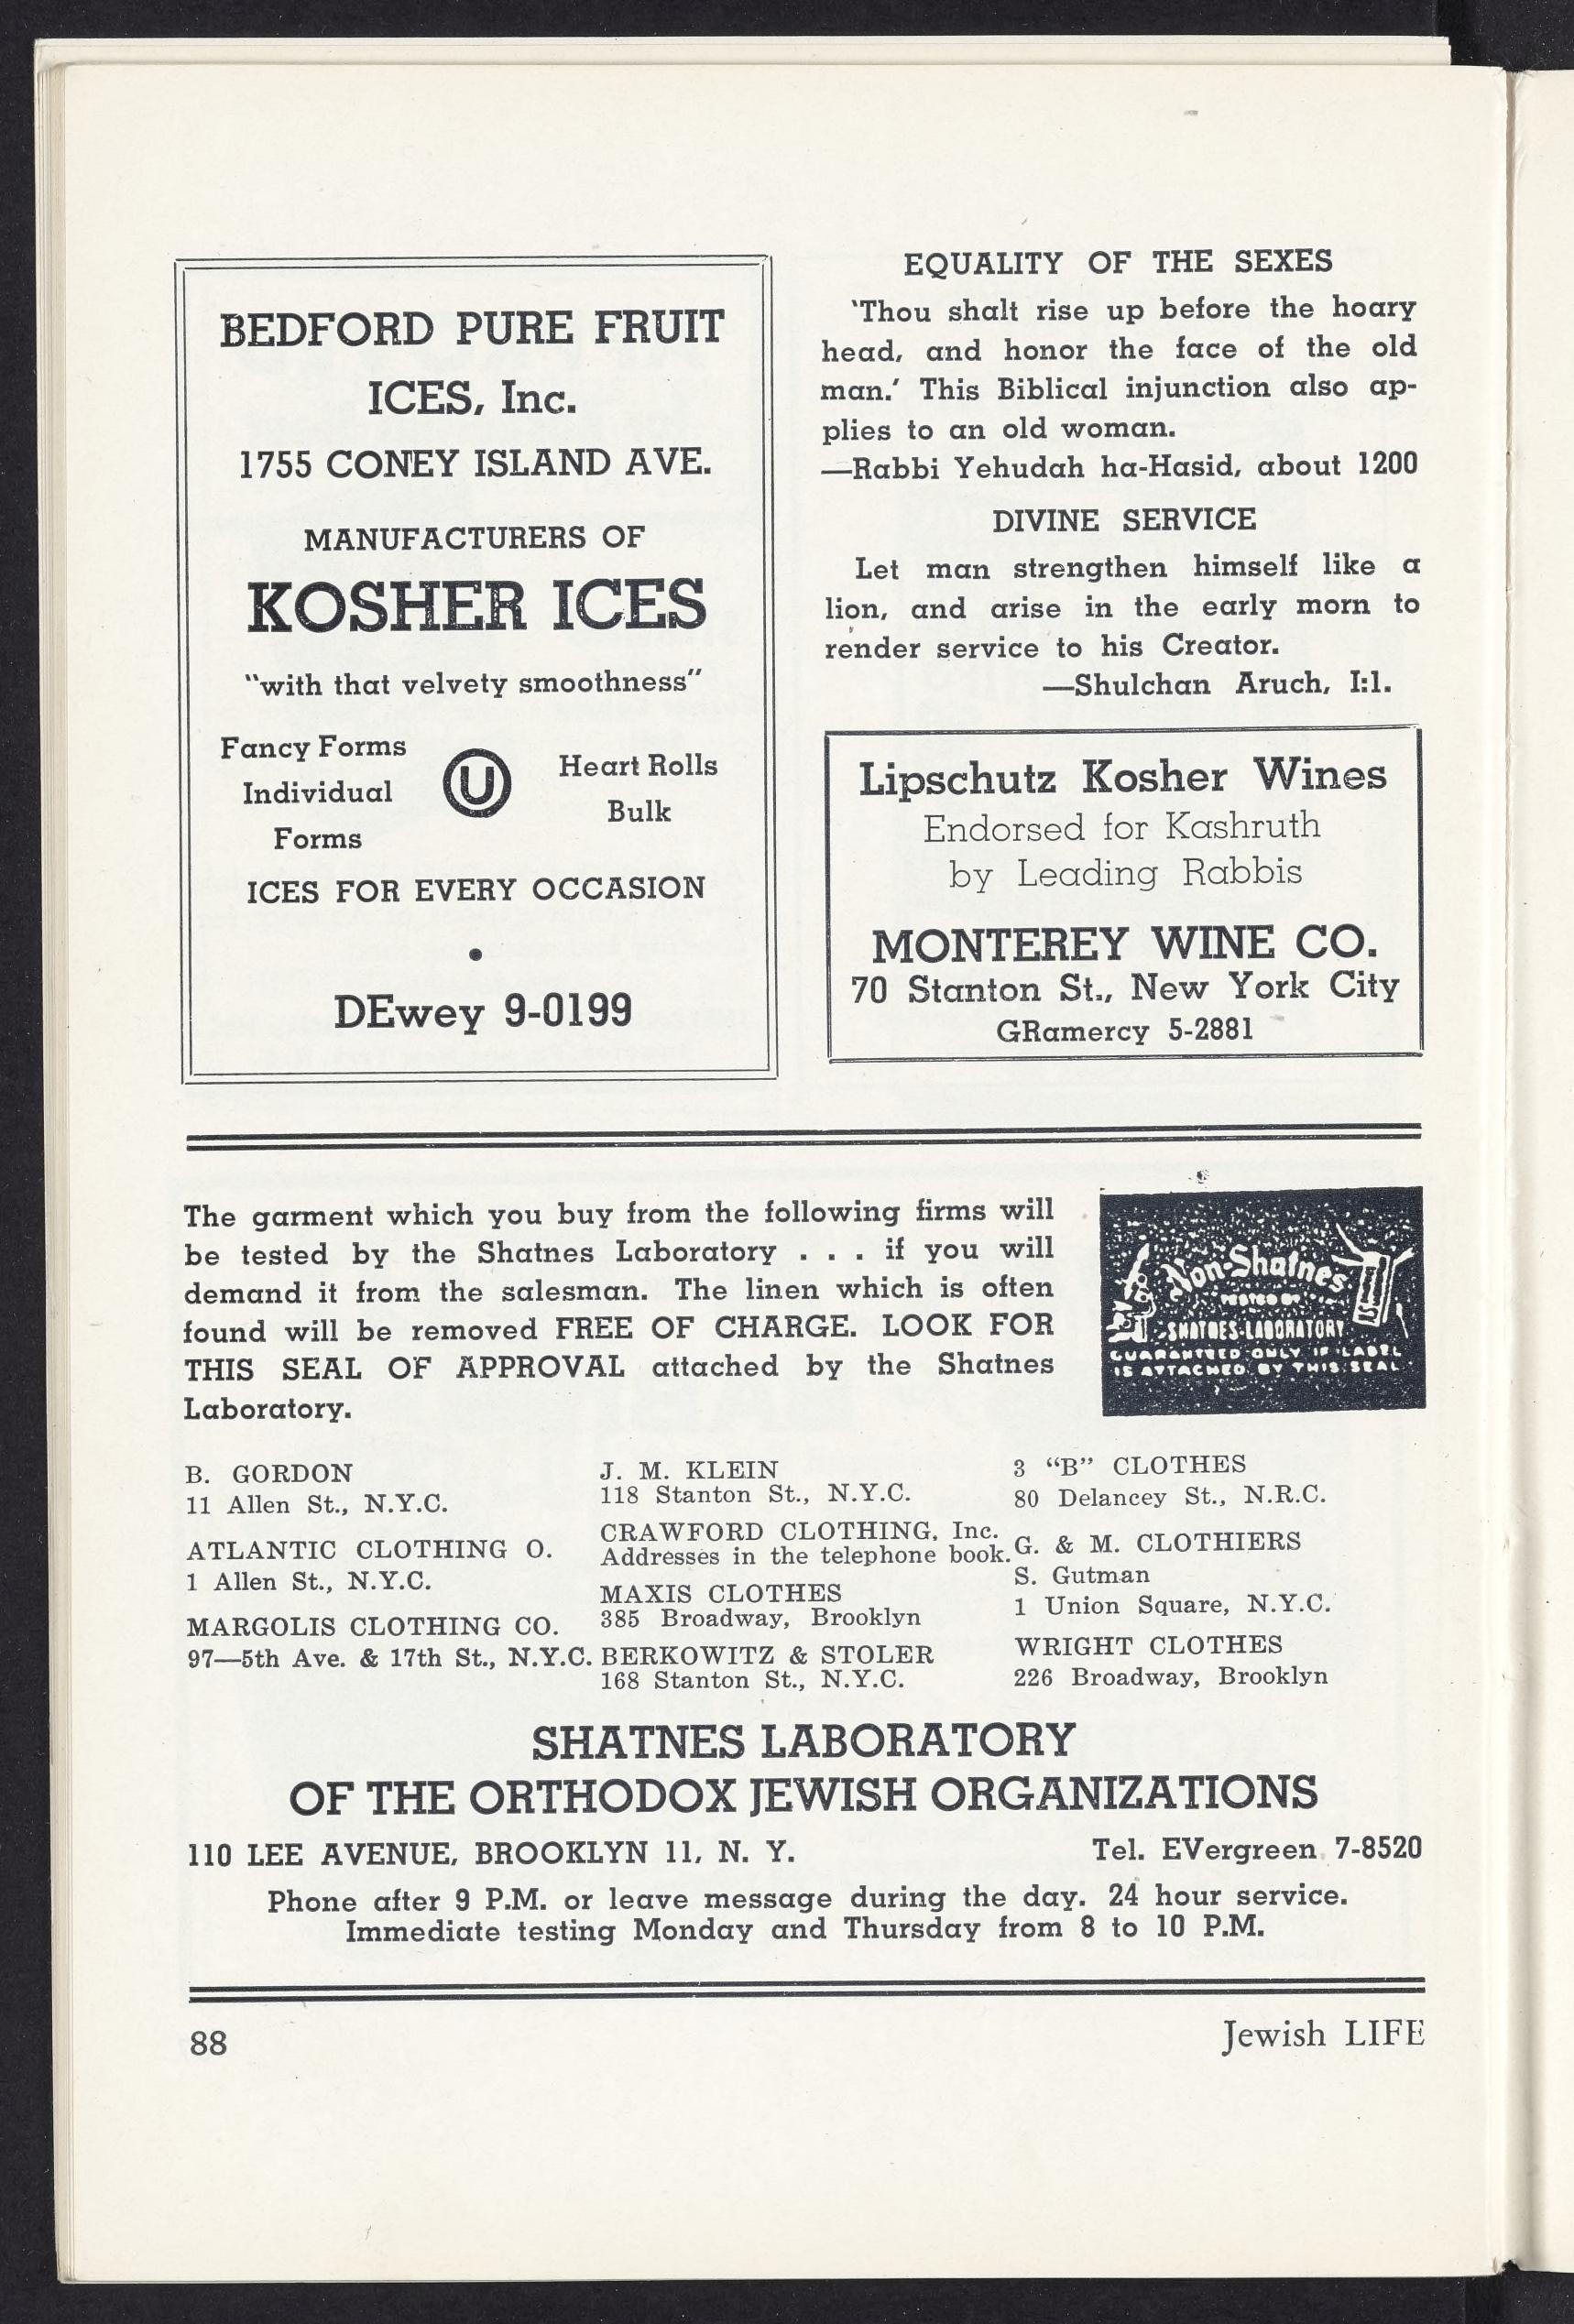 BEDFORD PURE FRUIT
ICES, Inc.
1755 CONEY ISLAND AVE.
MANUFACTURERS OF
KOSHER ICES
"with that velvety smoothness"
Fancy Forms
Individual
Forms
U
Heart Rolls
Bulk
ICES FOR EVERY OCCASION
•
DEwey 9-0199
EQUALITY OF THE SEXES
'Thou shalt rise up before the hoary
head, and honor the face of the old
man.' This Biblical injunction also ap-
plies to an old woman.
—Rabbi Yehudah ha-Hasid, about 1200
DIVINE SERVICE
Let man strengthen himself like a
lion, and arise in the early morn to
render service to his Creator.
—Shulchan Aruch, I:1.
Lipschutz Kosher Wines
Endorsed for Kashruth
by Leading Rabbis
MONTEREY WINE CO.
70 Stanton St., New York City
GRamercy 5-2881
The garment which you buy from the following firms will
be tested by the Shatnes Laboratory . . . if you will
demand it from the salesman. The linen which is often
found will be removed FREE OF CHARGE. LOOK FOR
THIS SEAL OF APPROVAL attached by the Shatnes
Laboratory.
Non-Shatnes
TESTED BY
SHATNES-LABORATORY
GUARANTEED ONLY IF LABEL
IS ATTACHED BY THIS SEAL
B. GORDON
11 Allen St., N.Y.C.
ATLANTIC CLOTHING O.
1 Allen St., N.Y.C.
MARGOLIS CLOTHING CO.
97—5th Ave. & 17th St., N.Y.C.
J. M. KLEIN
118 Stanton St., N.Y.C.
CRAWFORD CLOTHING, Inc.
Addresses in the telephone book.
MAXIS CLOTHES
385 Broadway, Brooklyn
BERKOWITZ & STOLER
168 Stanton St., N.Y.C.
3 "B" CLOTHES
80 Delancey St., N.R.C.
G. & M. CLOTHIERS
S. Gutman
1 Union Square, N.Y.C.
WRIGHT CLOTHES
226 Broadway, Brooklyn
SHATNES LABORATORY
OF THE ORTHODOX JEWISH ORGANIZATIONS
110 LEE AVENUE, BROOKLYN 11, N. Y.
Tel. EVergreen 7-8520
Phone after 9 P.M. or leave message during the day. 24 hour service.
Immediate testing Monday and Thursday from 8 to 10 P.M.
88
Jewish LIFE